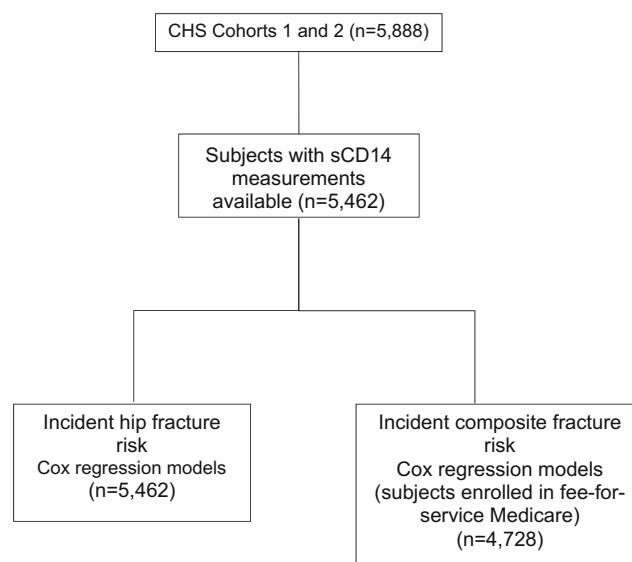 CHS Cohorts 1 and 2 (n=5,888)
Subjects with sCD14
measurements
available (n=5,462)
Incident hip fracture
risk
Cox regression models
(n=5,462)
Incident composite fracture
risk
Cox regression models
(subjects enrolled in fee-for-
service Medicare)
(n=4,728)